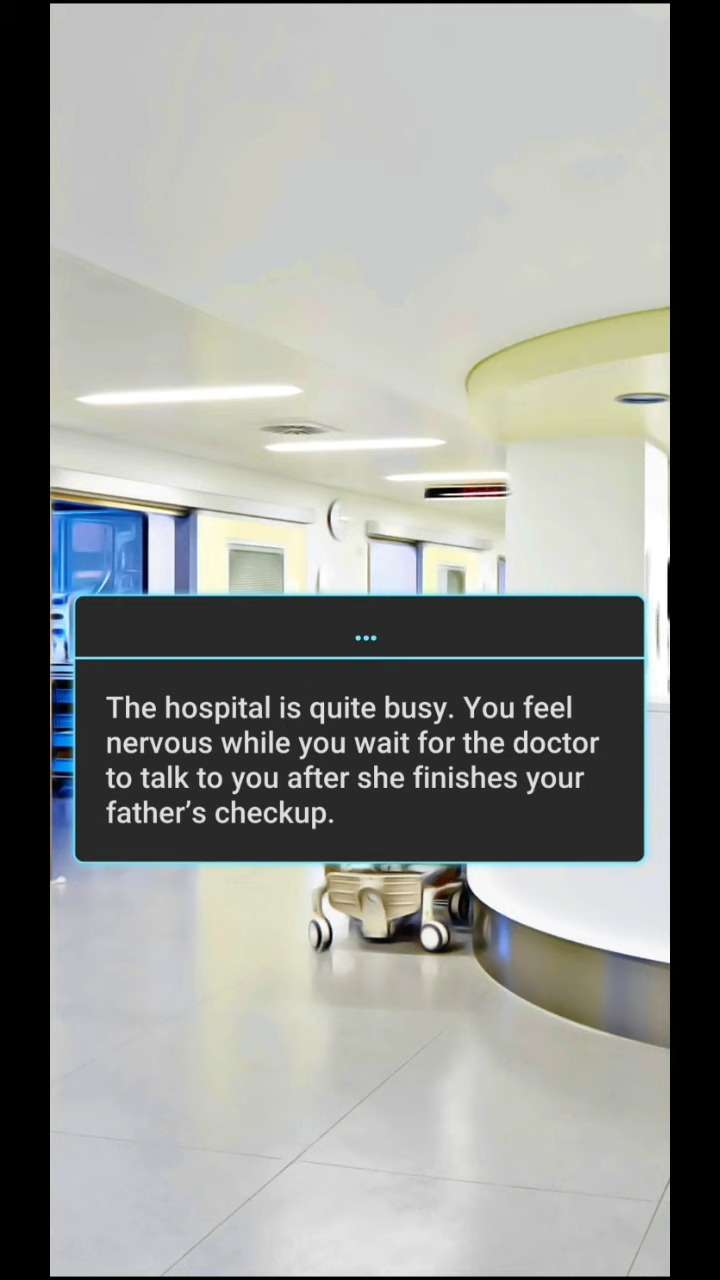 ...
The hospital is quite busy. You feel
nervous while you wait for the doctor
to talk to you after she finishes your
father’s checkup.